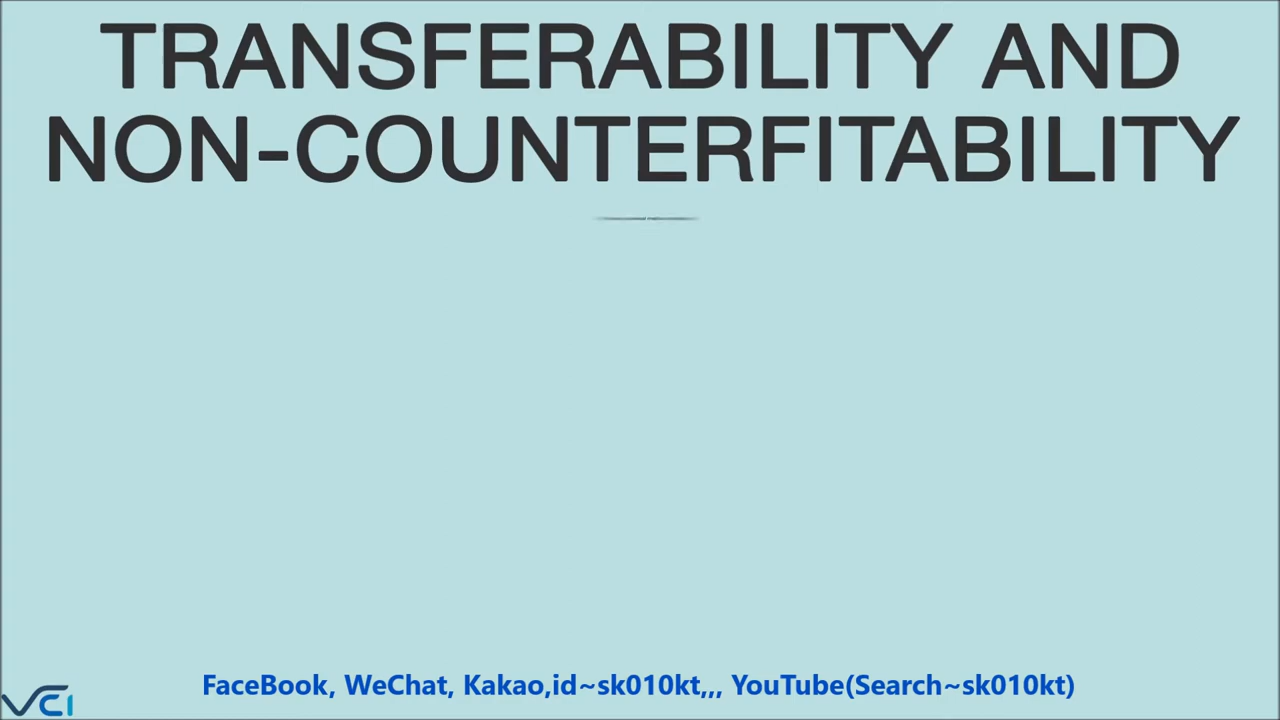 TRANSFERABILITY AND
NON-COUNTERFITABILITY
FaceBook, WeChat, Kakao,id~sk010kt,,, YouTube(Search~sk010kt)
VCI